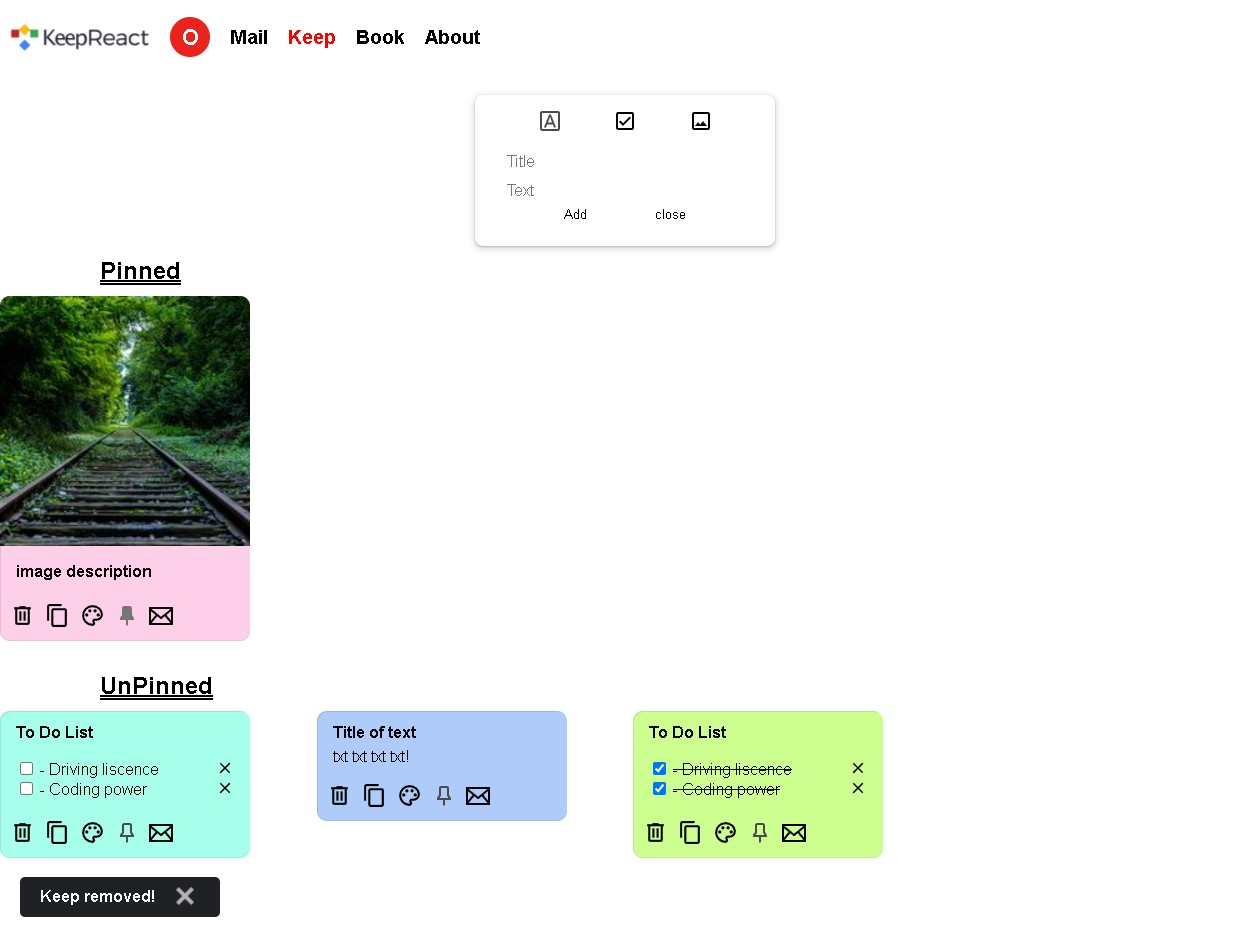 KeepReact O Mail Keep Book About
A
Title
Text
Add close
Pinned
image description
UnPinned
To Do List
- Driving liscence
- Coding power
Title of text
txt txt txt txt!
To Do List
- Driving liscence
- Coding power
Keep removed!